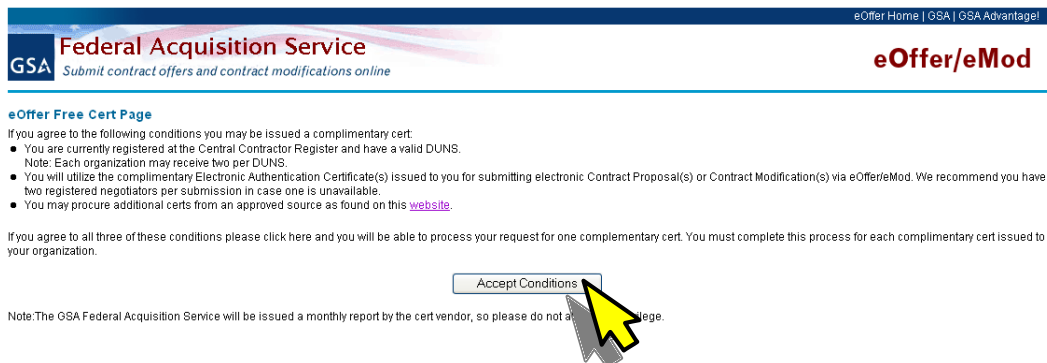 eOffer Home | GSA | GSA Advantage!
GSA
Federal Acquisition Service
Submit contract offers and contract modifications online
eOffer/eMod
eOffer Free Cert Page
If you agree to the following conditions you may be issued a complimentary cert:
You are currently registered at the Central Contractor Register and have a valid DUNS.
Note: Each organization may receive two per DUNS.
You will utilize the complimentary Electronic Authentication Certificate(s) issued to you for submitting electronic Contract Proposal(s) or Contract Modification(s) via eOffer/eMod. We recommend you have
two registered negotiators per submission in case one is unavailable.
You may procure additional certs from an approved source as found on this website.
If you agree to all three of these conditions please click here and you will be able to process your request for one complementary cert. You must complete this process for each complimentary cert issued to
your organization.
Accept Conditions
Note:The GSA Federal Acquisition Service will be issued a monthly report by the cert vendor, so please do not